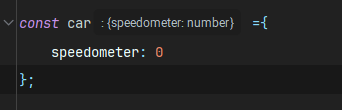 const car : {speedometer: number} ={
speedometer: 0
};